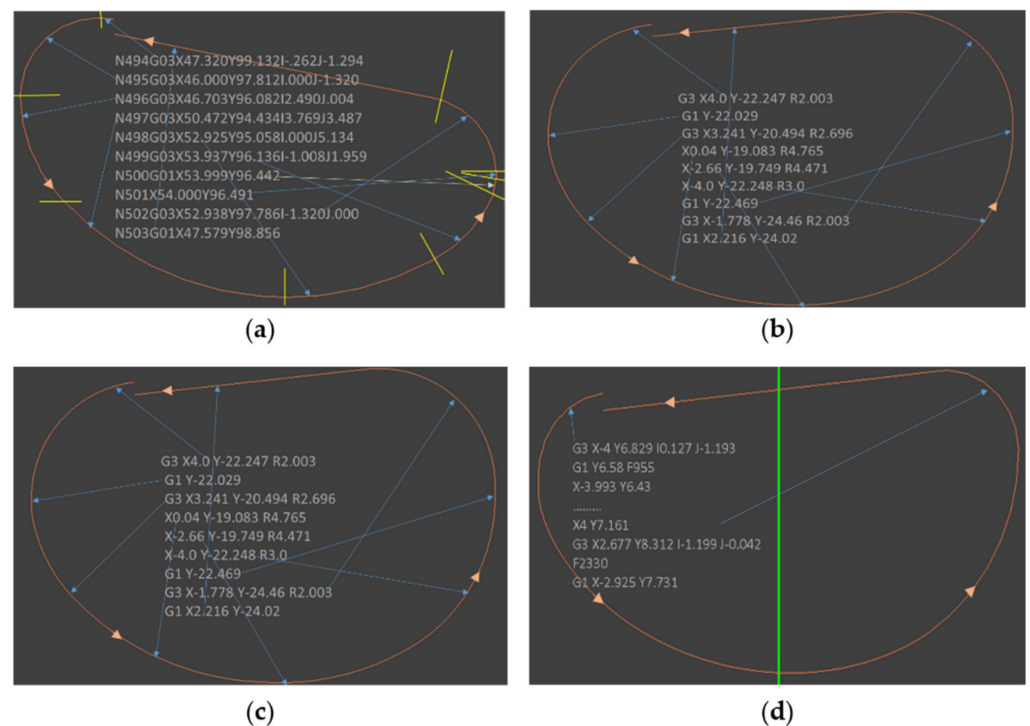 N494G03X47.320Y99.132I-.262J-1.294
N495G03X46.000Y97.812I.000J-1.320
N496G03X46.703Y96.082I2.490J.004
N497G03X50.472Y94.434I3.769J3.487
N498G03X52.925Y95.058I.000J5.134
N499G03X53.937Y96.136I-1.008J1.959
N500G01X53.999Y96.442
N501X54.000Y96.491
N502G03X52.938Y97.786I-1.320J.000
N503G01X47.579Y98.856
(a)
G3 X4.0 Y-22.247 R2.003
G1 Y-22.029
G3 X3.241 Y-20.494 R2.696
X0.04 Y-19.083 R4.765
X-2.66 Y-19.749 R4.471
X-4.0 Y-22.248 R3.0
G1 Y-22.469
G3 X-1.778 Y-24.46 R2.003
G1 X2.216 Y-24.02
(b)
G3 X4.0 Y-22.247 R2.003
G1 Y-22.029
G3 X3.241 Y-20.494 R2.696
X0.04 Y-19.083 R4.765
X-2.66 Y-19.749 R4.471
X-4.0 Y-22.248 R3.0
G1 Y-22.469
G3 X-1.778 Y-24.46 R2.003
G1 X2.216 Y-24.02
(c)
G3 X-4 Y6.829 I0.127 J-1.193
G1 Y6.58 F955
X-3.993 Y6.43
.........
X4 Y7.161
G3 X2.677 Y8.312 I-1.199 J-0.042
F2330
G1 X-2.925 Y7.731
(d)